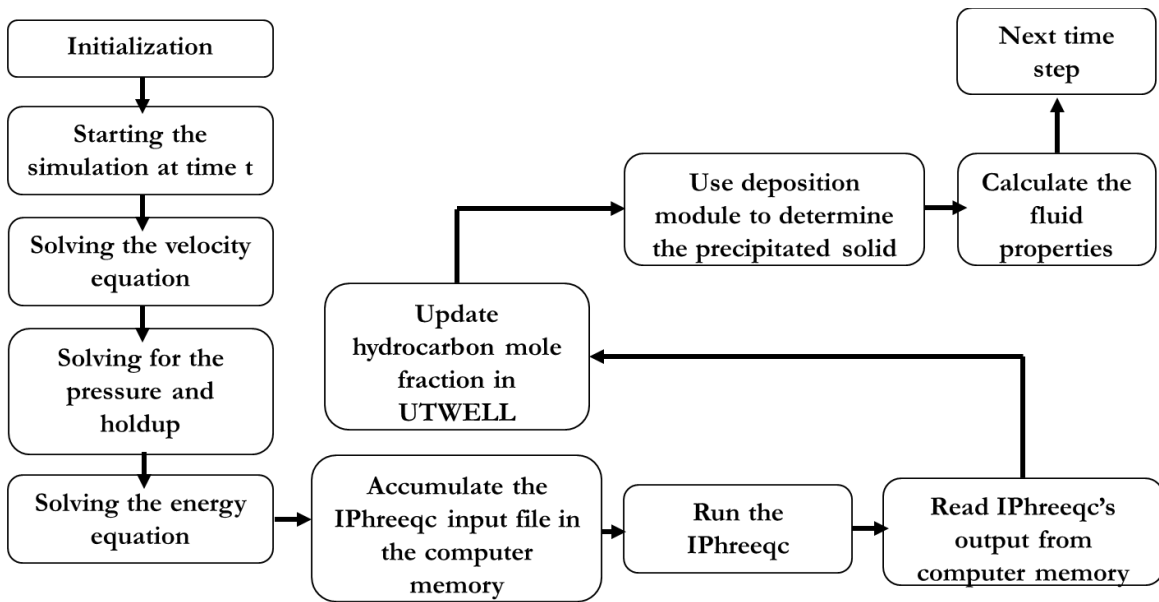 Initialization
Starting the
simulation at time t
Solving the velocity
equation
Solving for the
pressure and
holdup
Solving the energy
equation
Accumulate the
IPhreeqc input file in
the computer
memory
Run the
IPhreeqc
Read IPhreeqc's
output from
computer memory
Update
hydrocarbon mole
fraction in
UTWELL
Use deposition
module to determine
the precipitated solid
Calculate the
fluid
properties
Next time
step